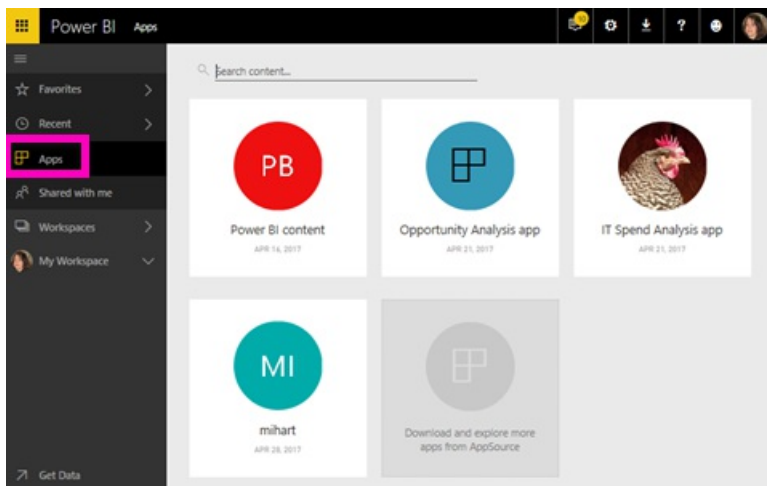 Power BI Apps
10
?
Search content...
Favorites
Recent
Apps
Shared with me
Workspaces
My Workspace
Get Data
PB
Power BI content
APR 14, 2017
Opportunity Analysis app
APR 21, 2017
IT Spend Analysis app
APR 21, 2017
MI
mihart
APR 28, 2017
Download and explore more
apps from AppSource